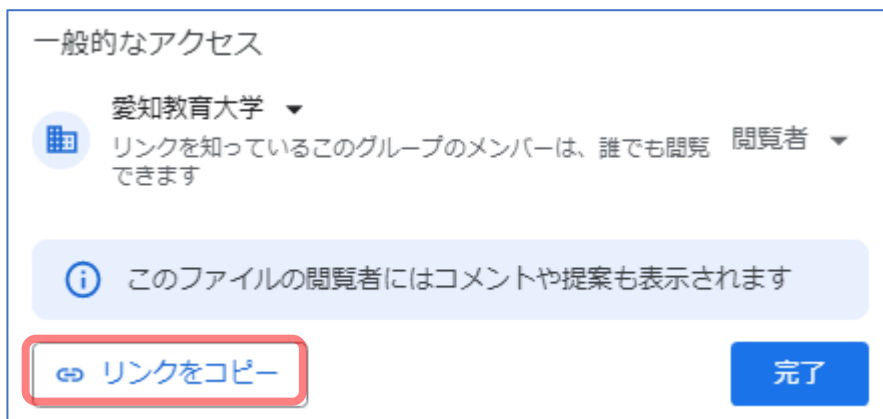 一般的なアクセス
愛知教育大学
リンクを知っているこのグループのメンバーは、誰でも閲覧
できます
閲覧者
このファイルの閲覧者にはコメントや提案も表示されます
リンクをコピー
完了